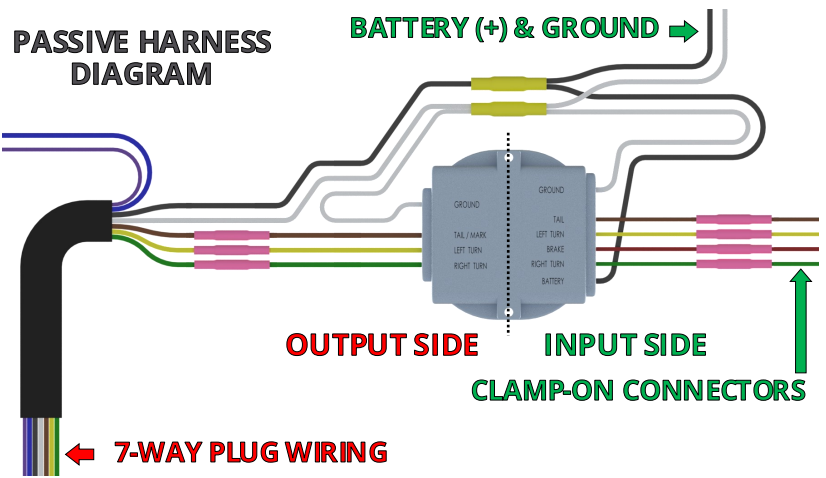 PASSIVE HARNESS
DIAGRAM
BATTERY (+) & GROUND
GROUND
TAIL / MARK
LEFT TURN
RIGHT TURN
GROUND
TAIL
LEFT TURN
BRAKE
RIGHT TURN
BATTERY
OUTPUT SIDE
INPUT SIDE
CLAMP-ON CONNECTORS
7-WAY PLUG WIRING